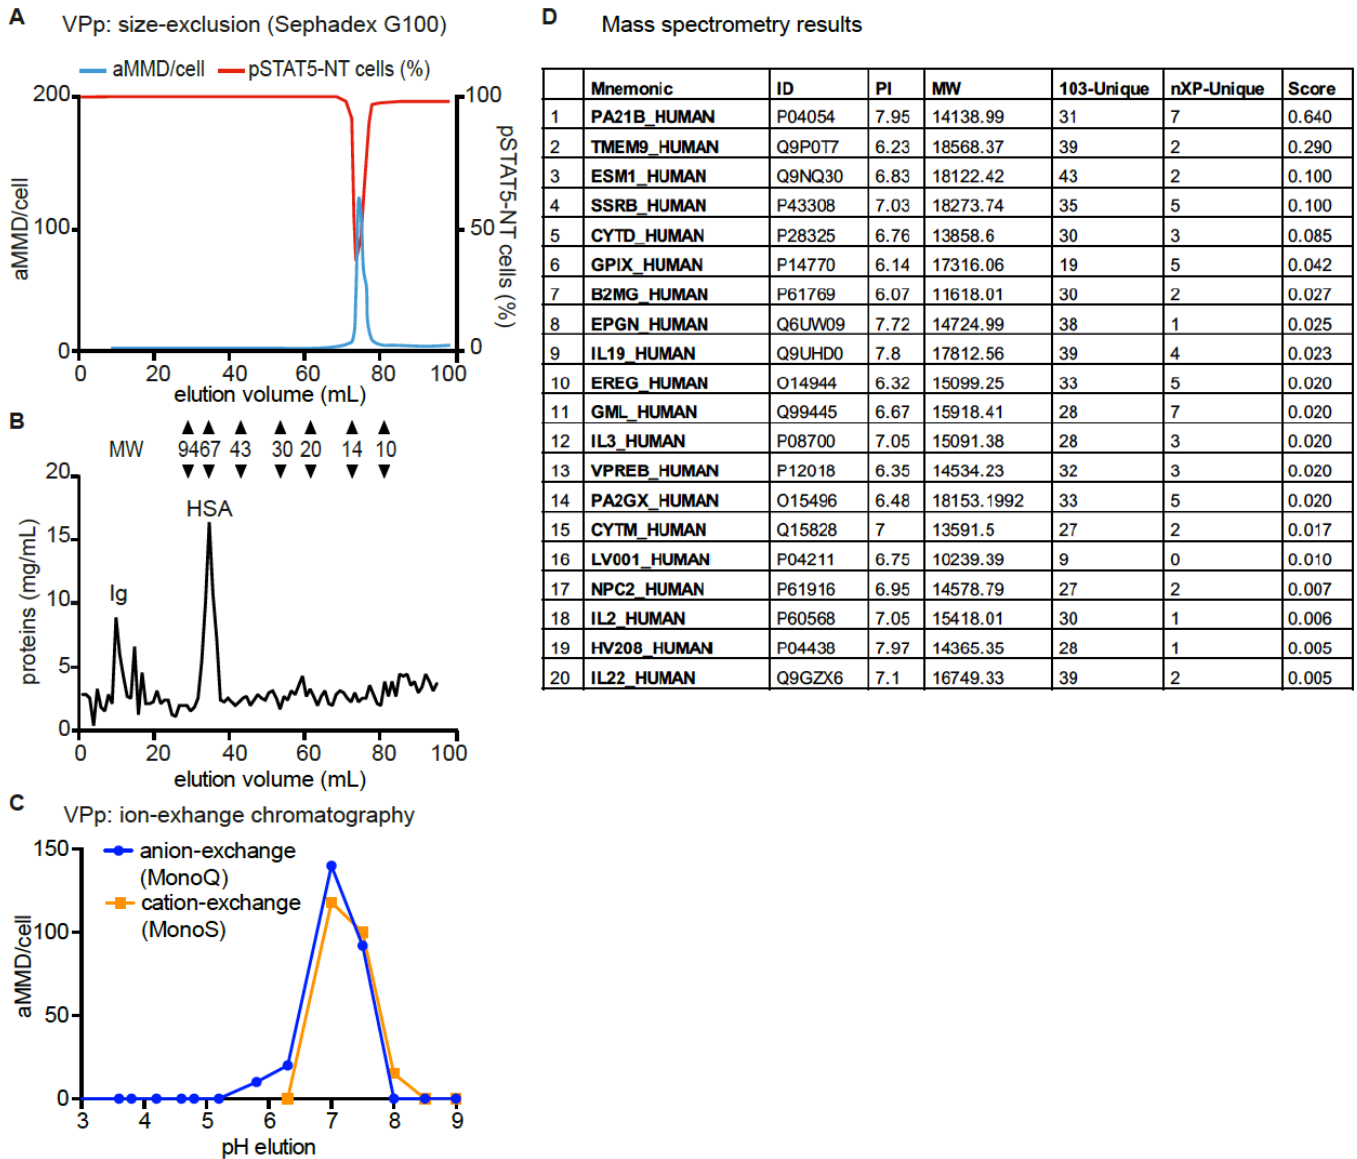 A VPp: size-exclusion (Sephadex G100)
aMMD/cell pSTAT5-NT cells (%)
200 100
100 50
0 0
aMMD/cell
pSTAT5-NT cells (%)
0 20 40 60 80 100
elution volume (mL)
B
MW 94 67 43 30 20 14 10
20
15
10
5
0
HSA
Ig
proteins (mg/mL)
0 20 40 60 80 100
elution volume (mL)
C VPp: ion-exhange chromatography
150
100
50
0
anion-exchange
(MonoQ)
cation-exchange
(MonoS)
aMMD/cell
3 4 5 6 7 8 9
pH elution
D Mass spectrometry results
Mnemonic ID PI MW 103-Unique nXP-Unique Score
1 PA21B_HUMAN P04054 7.95 14138.99 31 7 0.640
2 TMEM9_HUMAN Q9P0T7 6.23 18568.37 39 2 0.290
3 ESM1_HUMAN Q9NQ30 6.83 18122.42 43 2 0.100
4 SSRB_HUMAN P43308 7.03 18273.74 35 5 0.100
5 CYTD_HUMAN P28325 6.76 13858.6 30 3 0.085
6 GPIX_HUMAN P14770 6.14 17316.06 19 5 0.042
7 B2MG_HUMAN P61769 6.07 11618.01 30 2 0.027
8 EPGN_HUMAN Q6UW09 7.72 14724.99 38 1 0.025
9 IL19_HUMAN Q9UHD0 7.8 17812.56 39 4 0.023
10 EREG_HUMAN O14944 6.32 15099.25 33 5 0.020
11 GML_HUMAN Q99445 6.67 15918.41 28 7 0.020
12 IL3_HUMAN P08700 7.05 15091.38 28 3 0.020
13 VPREB_HUMAN P12018 6.35 14534.23 32 3 0.020
14 PA2GX_HUMAN O15496 6.48 18153.1992 33 5 0.020
15 CYTM_HUMAN Q15828 7 13591.5 27 2 0.017
16 LV001_HUMAN P04211 6.75 10239.39 9 0 0.010
17 NPC2_HUMAN P61916 6.95 14578.79 27 2 0.007
18 IL2_HUMAN P60568 7.05 15418.01 30 1 0.006
19 HV208_HUMAN P04438 7.97 14365.35 28 1 0.005
20 IL22_HUMAN Q9GZX6 7.1 16749.33 39 2 0.005